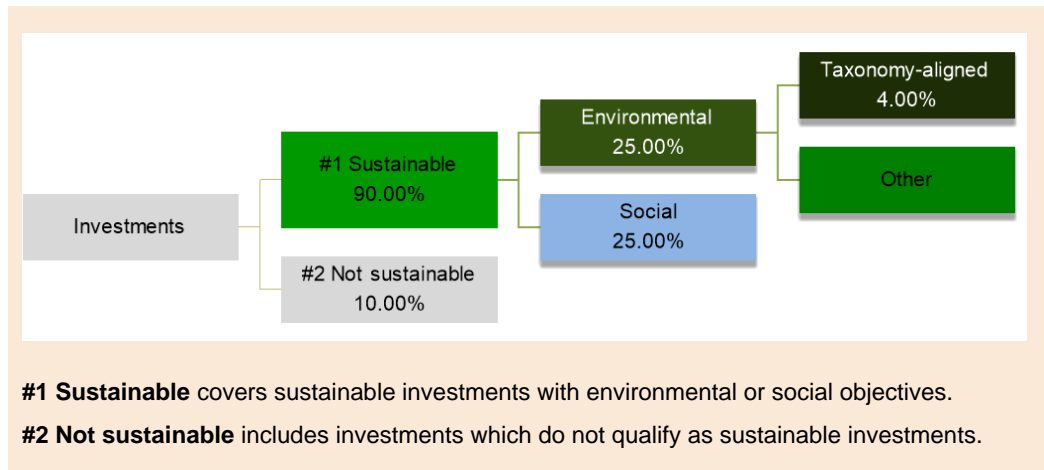 Taxonomy-aligned
4.00%
Environmental
25.00%
#1 Sustainable
90.00%
Other
Social
25.00%
Investments
#2 Not sustainable
10.00%
#1 Sustainable covers sustainable investments with environmental or social objectives.
#2 Not sustainable includes investments which do not qualify as sustainable investments.